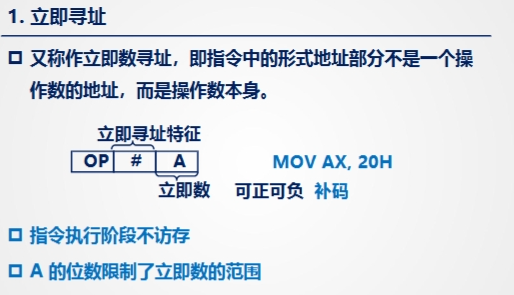 1. 立即寻址
又称作立即数寻址，即指令中的形式地址部分不是一个操
作数的地址，而是操作数本身。
立即寻址特征
OP # A MOV AX, 20H
立即数 可正可负 补码
指令执行阶段不访存
A 的位数限制了立即数的范围